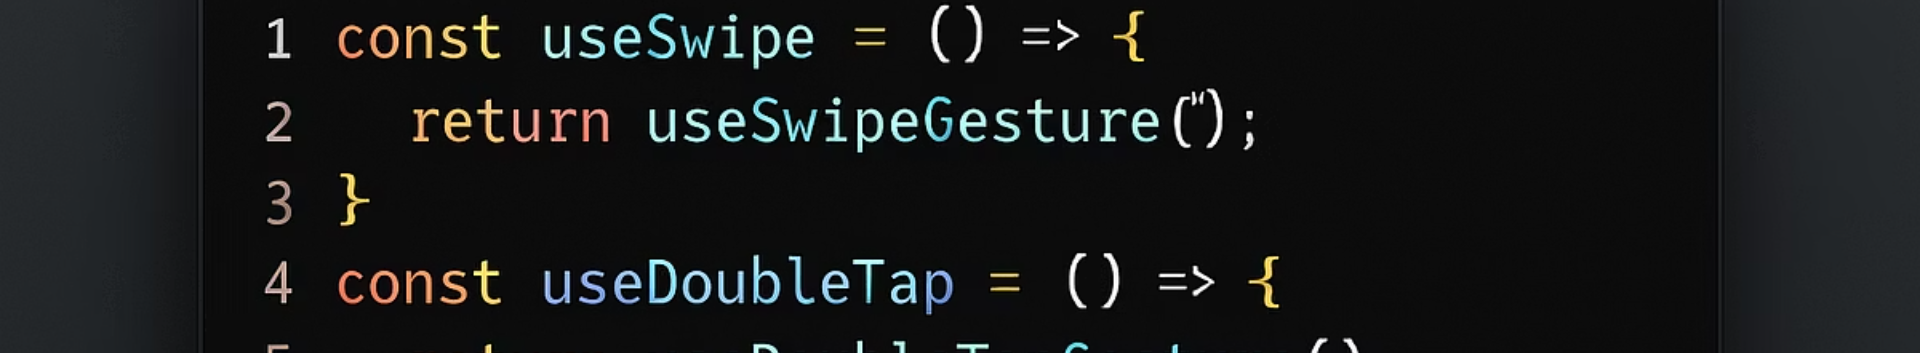 1 const useSwipe = () => {
2 return useSwipeGesture(");
3 }
4 const useDoubleTap = () => {